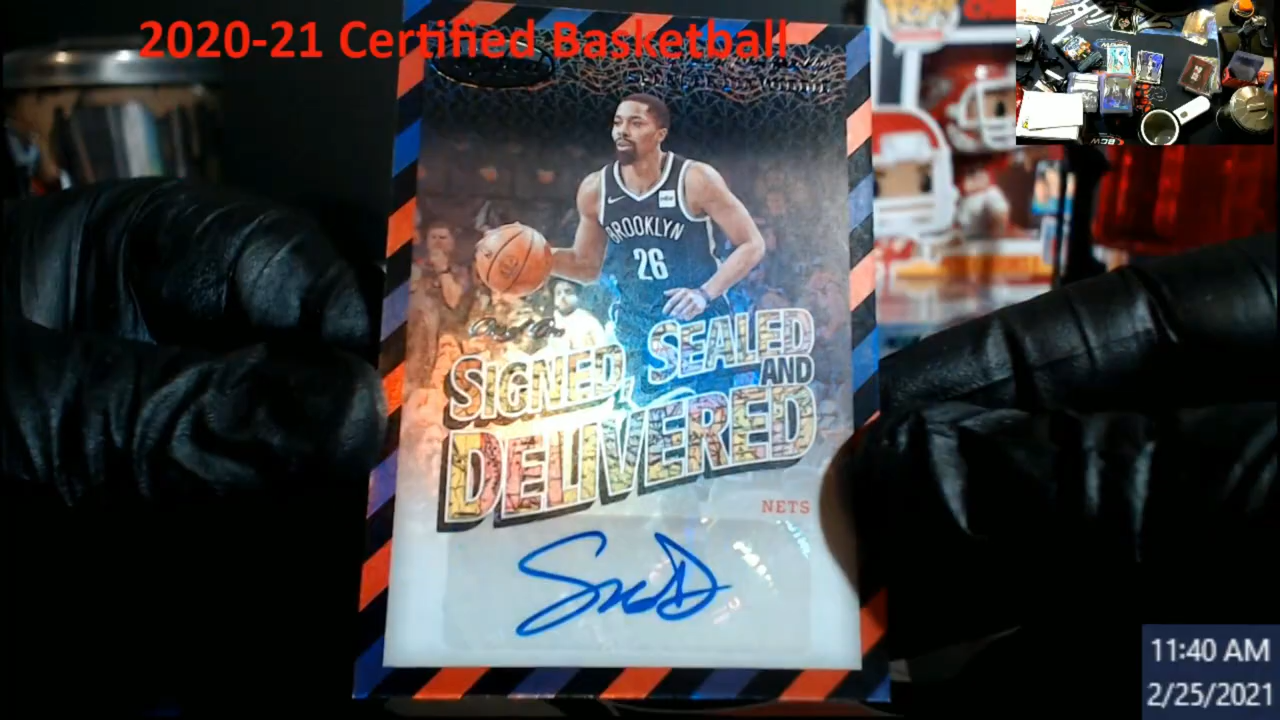 2020-21 Certified Basketball
BROOKLYN
26
SIGNED, SEALED
AND
DELIVERED
NETS
11:40 AM
2/25/2021